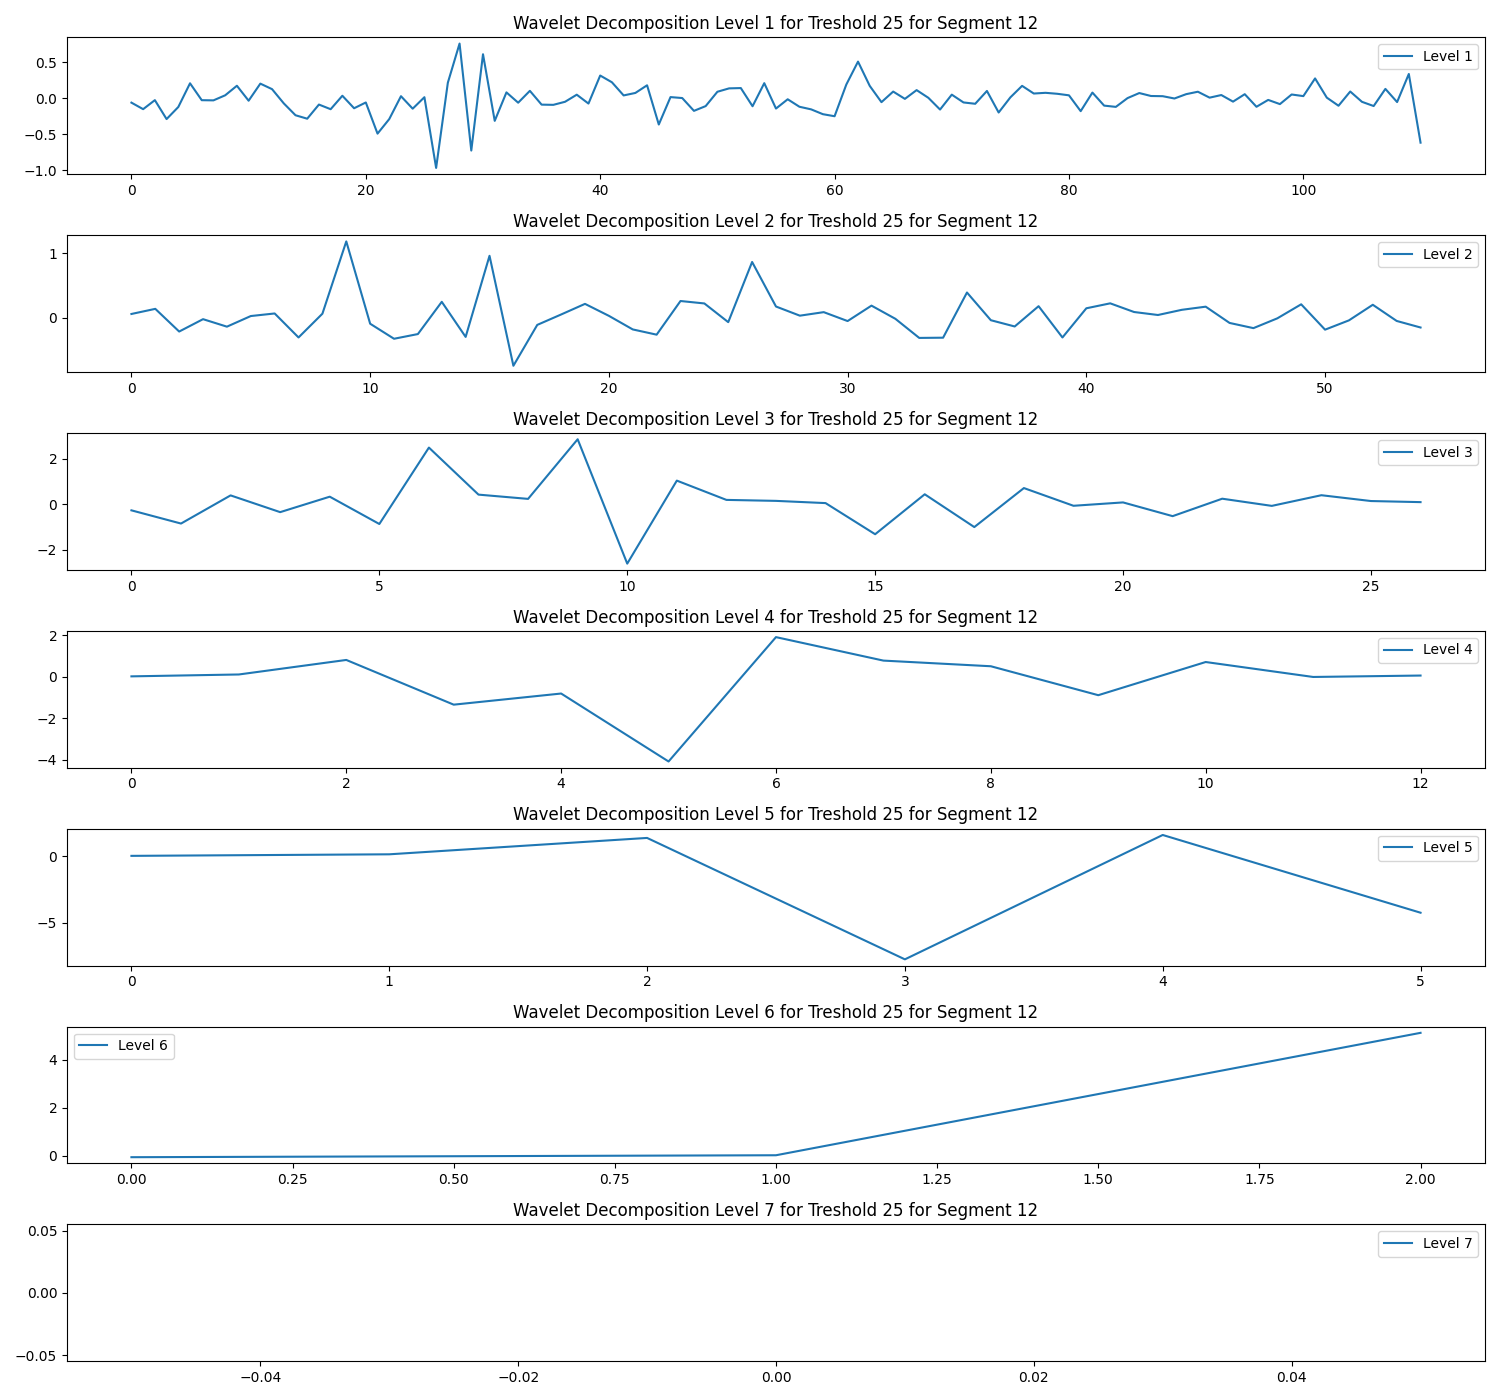 Wavelet Decomposition Level 1 for Treshold 25 for Segment 12
Level 1
0.5
0.0
−0.5
−1.0
0 20 40 60 80 100
Wavelet Decomposition Level 2 for Treshold 25 for Segment 12
Level 2
1
0
0 10 20 30 40 50
Wavelet Decomposition Level 3 for Treshold 25 for Segment 12
Level 3
2
0
−2
0 5 10 15 20 25
Wavelet Decomposition Level 4 for Treshold 25 for Segment 12
Level 4
2
0
−2
−4
0 2 4 6 8 10 12
Wavelet Decomposition Level 5 for Treshold 25 for Segment 12
Level 5
0
−5
0 1 2 3 4 5
Wavelet Decomposition Level 6 for Treshold 25 for Segment 12
Level 6
4
2
0
0.00 0.25 0.50 0.75 1.00 1.25 1.50 1.75 2.00
Wavelet Decomposition Level 7 for Treshold 25 for Segment 12
Level 7
0.05
0.00
−0.05
−0.04 −0.02 0.00 0.02 0.04